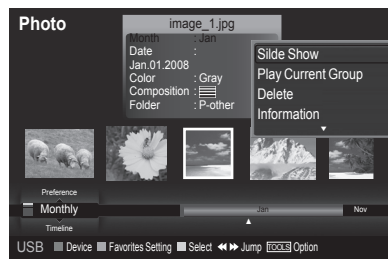 Photo
image_1.jpg
Month : Jan
Date :
Jan.01.2008
Color : Gray
Composition :
Folder : P-other
Silde Show
Play Current Group
Delete
Information
Preference
Monthly
Timeline
Jan
Nov
USB Device Favorites Setting Select Jump TOOLS Option